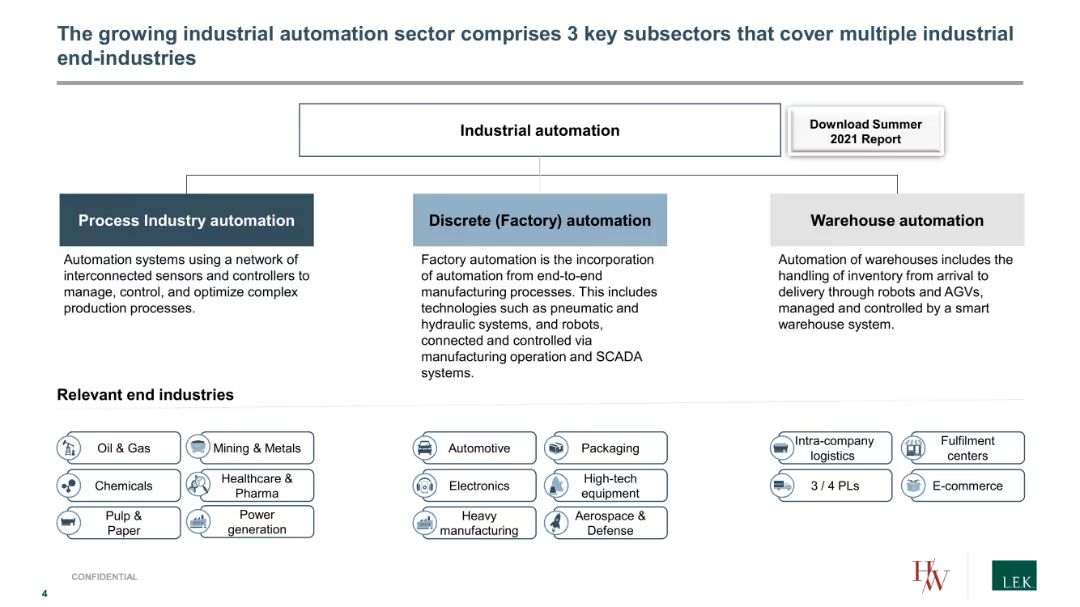 The growing industrial automation sector comprises 3 key subsectors that cover multiple industrial
end-industries
Industrial automation
Download Summer
2021 Report
Process Industry automation
Automation systems using a network of
interconnected sensors and controllers to
manage, control, and optimize complex
production processes.
Discrete (Factory) automation
Factory automation is the incorporation
of automation from end-to-end
manufacturing processes. This includes
technologies such as pneumatic and
hydraulic systems, and robots,
connected and controlled via
manufacturing operation and SCADA
systems.
Warehouse automation
Automation of warehouses includes the
handling of inventory from arrival to
delivery through robots and AGVs,
managed and controlled by a smart
warehouse system.
Relevant end industries
Oil & Gas
Mining & Metals
Chemicals
Healthcare &
Pharma
Pulp &
Paper
Power
generation
Automotive
Packaging
Electronics
High-tech
equipment
Heavy
manufacturing
Aerospace &
Defense
Intra-company
logistics
Fulfilment
centers
3 / 4 PLs
E-commerce
CONFIDENTIAL
4
HW
L.E.K.